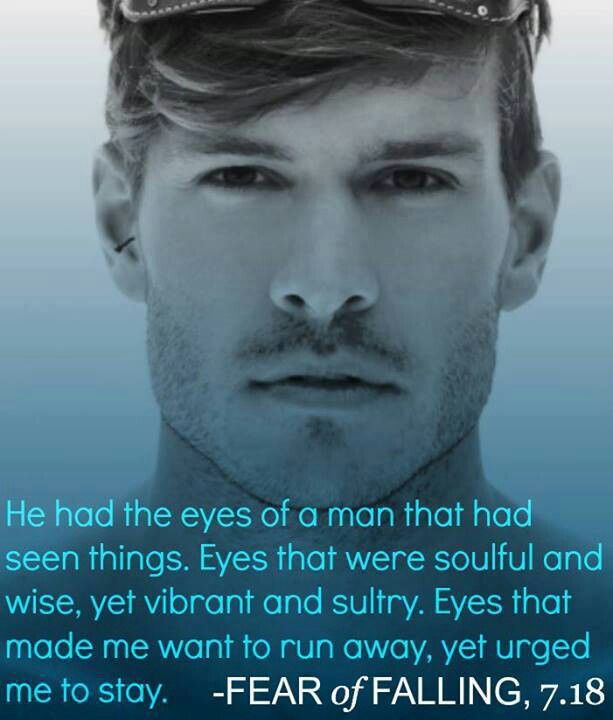 He had the eyes of a man that had
seen things. Eyes that were soulful and
wise, yet vibrant and sultry. Eyes that
made me want to run away, yet urged
me to stay. -FEAR of FALLING, 7.18